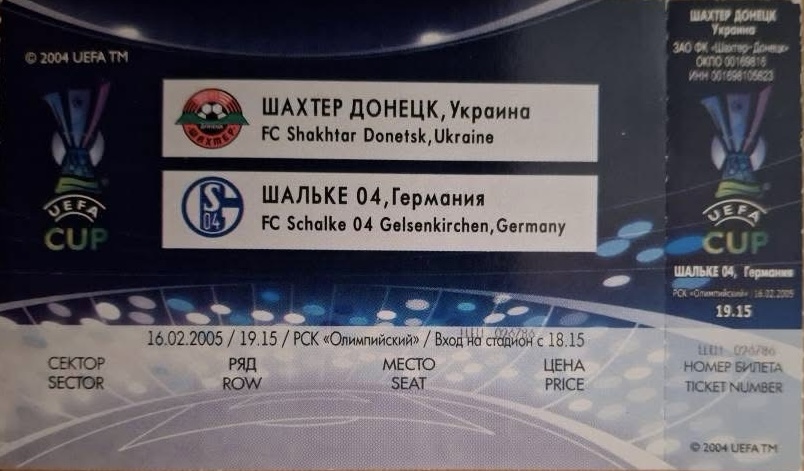 © 2004 UEFA TM
UEFA
CUP
ШАХТЕР ДОНЕЦК, Украина
FC Shakhtar Donetsk, Ukraine
ШАЛЬКЕ 04, Германия
FC Schalke 04 Gelsenkirchen, Germany
16.02.2005 / 19.15 / РСК «Олимпийский» / Вход на стадион с 18.15
СЕКТОР
SECTOR
РЯД
ROW
МЕСТО
SEAT
ЦЕНА
PRICE
ШАХТЕР ДОНЕЦК
Украина
ЗАО ФК «Шахтер-Донецк»
ОКПО 00169816
ИНН 001698105623
UEFA
CUP
ШАЛЬКЕ 04, Германия
РСК «Олимпийский» 16.02.2005
19.15
026786
НОМЕР БИЛЕТА
TICKET NUMBER
© 2004 UEFA TM